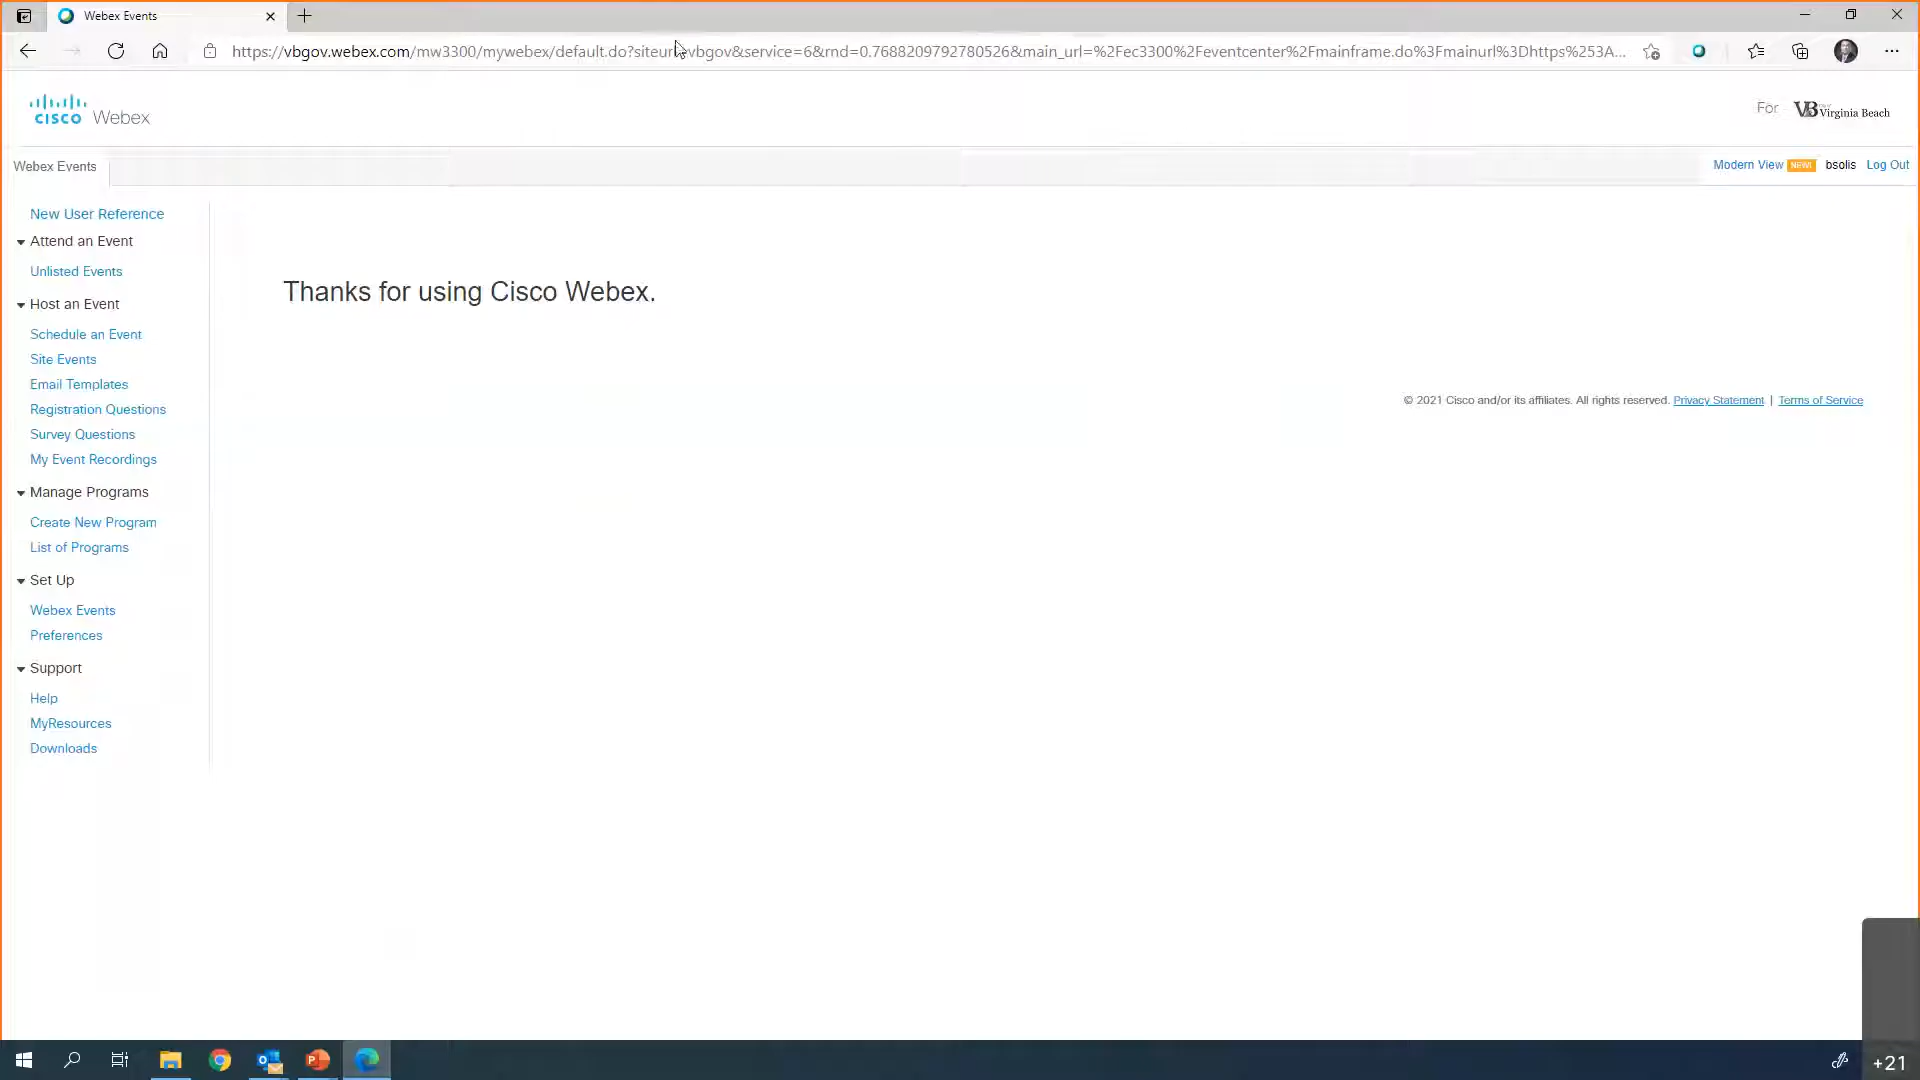 Webex Events
https://vbgov.webex.com/mw3300/mywebex/default.do?siteurl=vbgov&service=6&rnd=0.7688209792780526&main_url=%2Fec3300%2Feventcenter%2Fmainframe.do%3Fmainurl%3Dhttps%253A...
CISCO Webex
For VB Virginia Beach
Webex Events
Modern View NEW! bsolis Log Out
New User Reference
Attend an Event
Unlisted Events
Host an Event
Thanks for using Cisco Webex.
Schedule an Event
Site Events
Email Templates
© 2021 Cisco and/or its affiliates. All rights reserved. Privacy Statement | Terms of Service
Registration Questions
Survey Questions
My Event Recordings
Manage Programs
Create New Program
List of Programs
Set Up
Webex Events
Preferences
Support
Help
MyResources
Downloads
+21